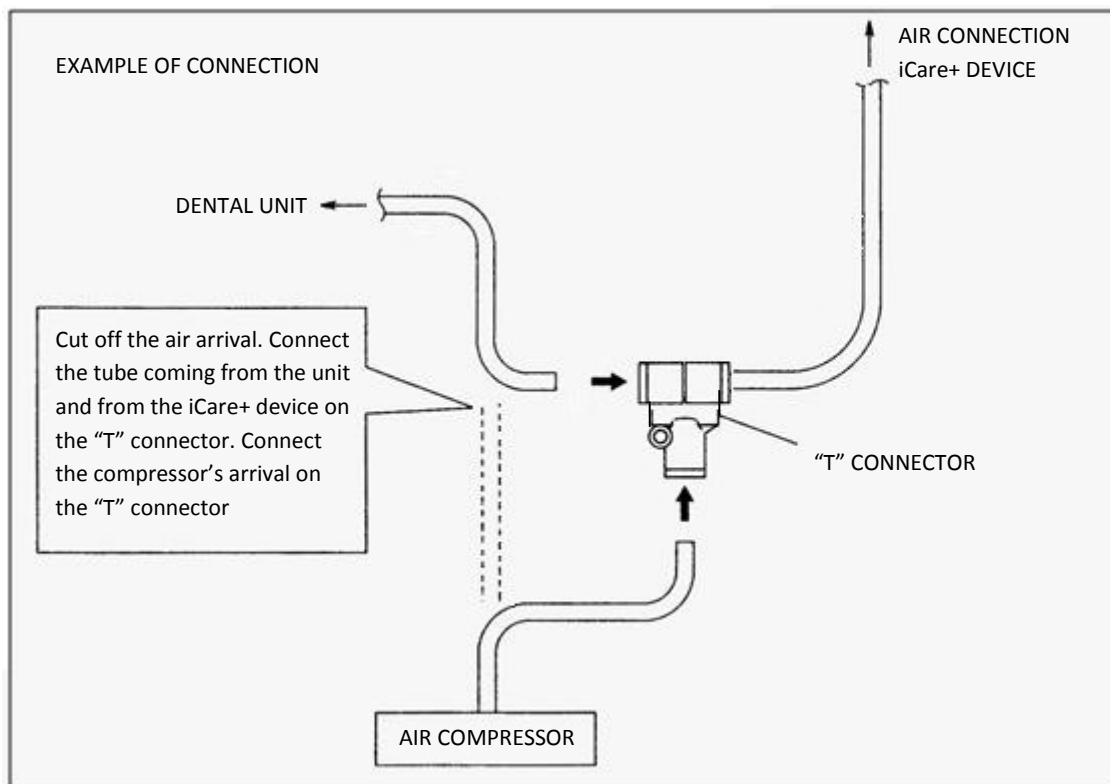 AIR CONNECTION
iCare+ DEVICE
EXAMPLE OF CONNECTION
DENTAL UNIT
Cut off the air arrival. Connect
the tube coming from the unit
and from the iCare+ device on
the “T” connector. Connect
the compressor’s arrival on
the “T” connector
“T” CONNECTOR
AIR COMPRESSOR